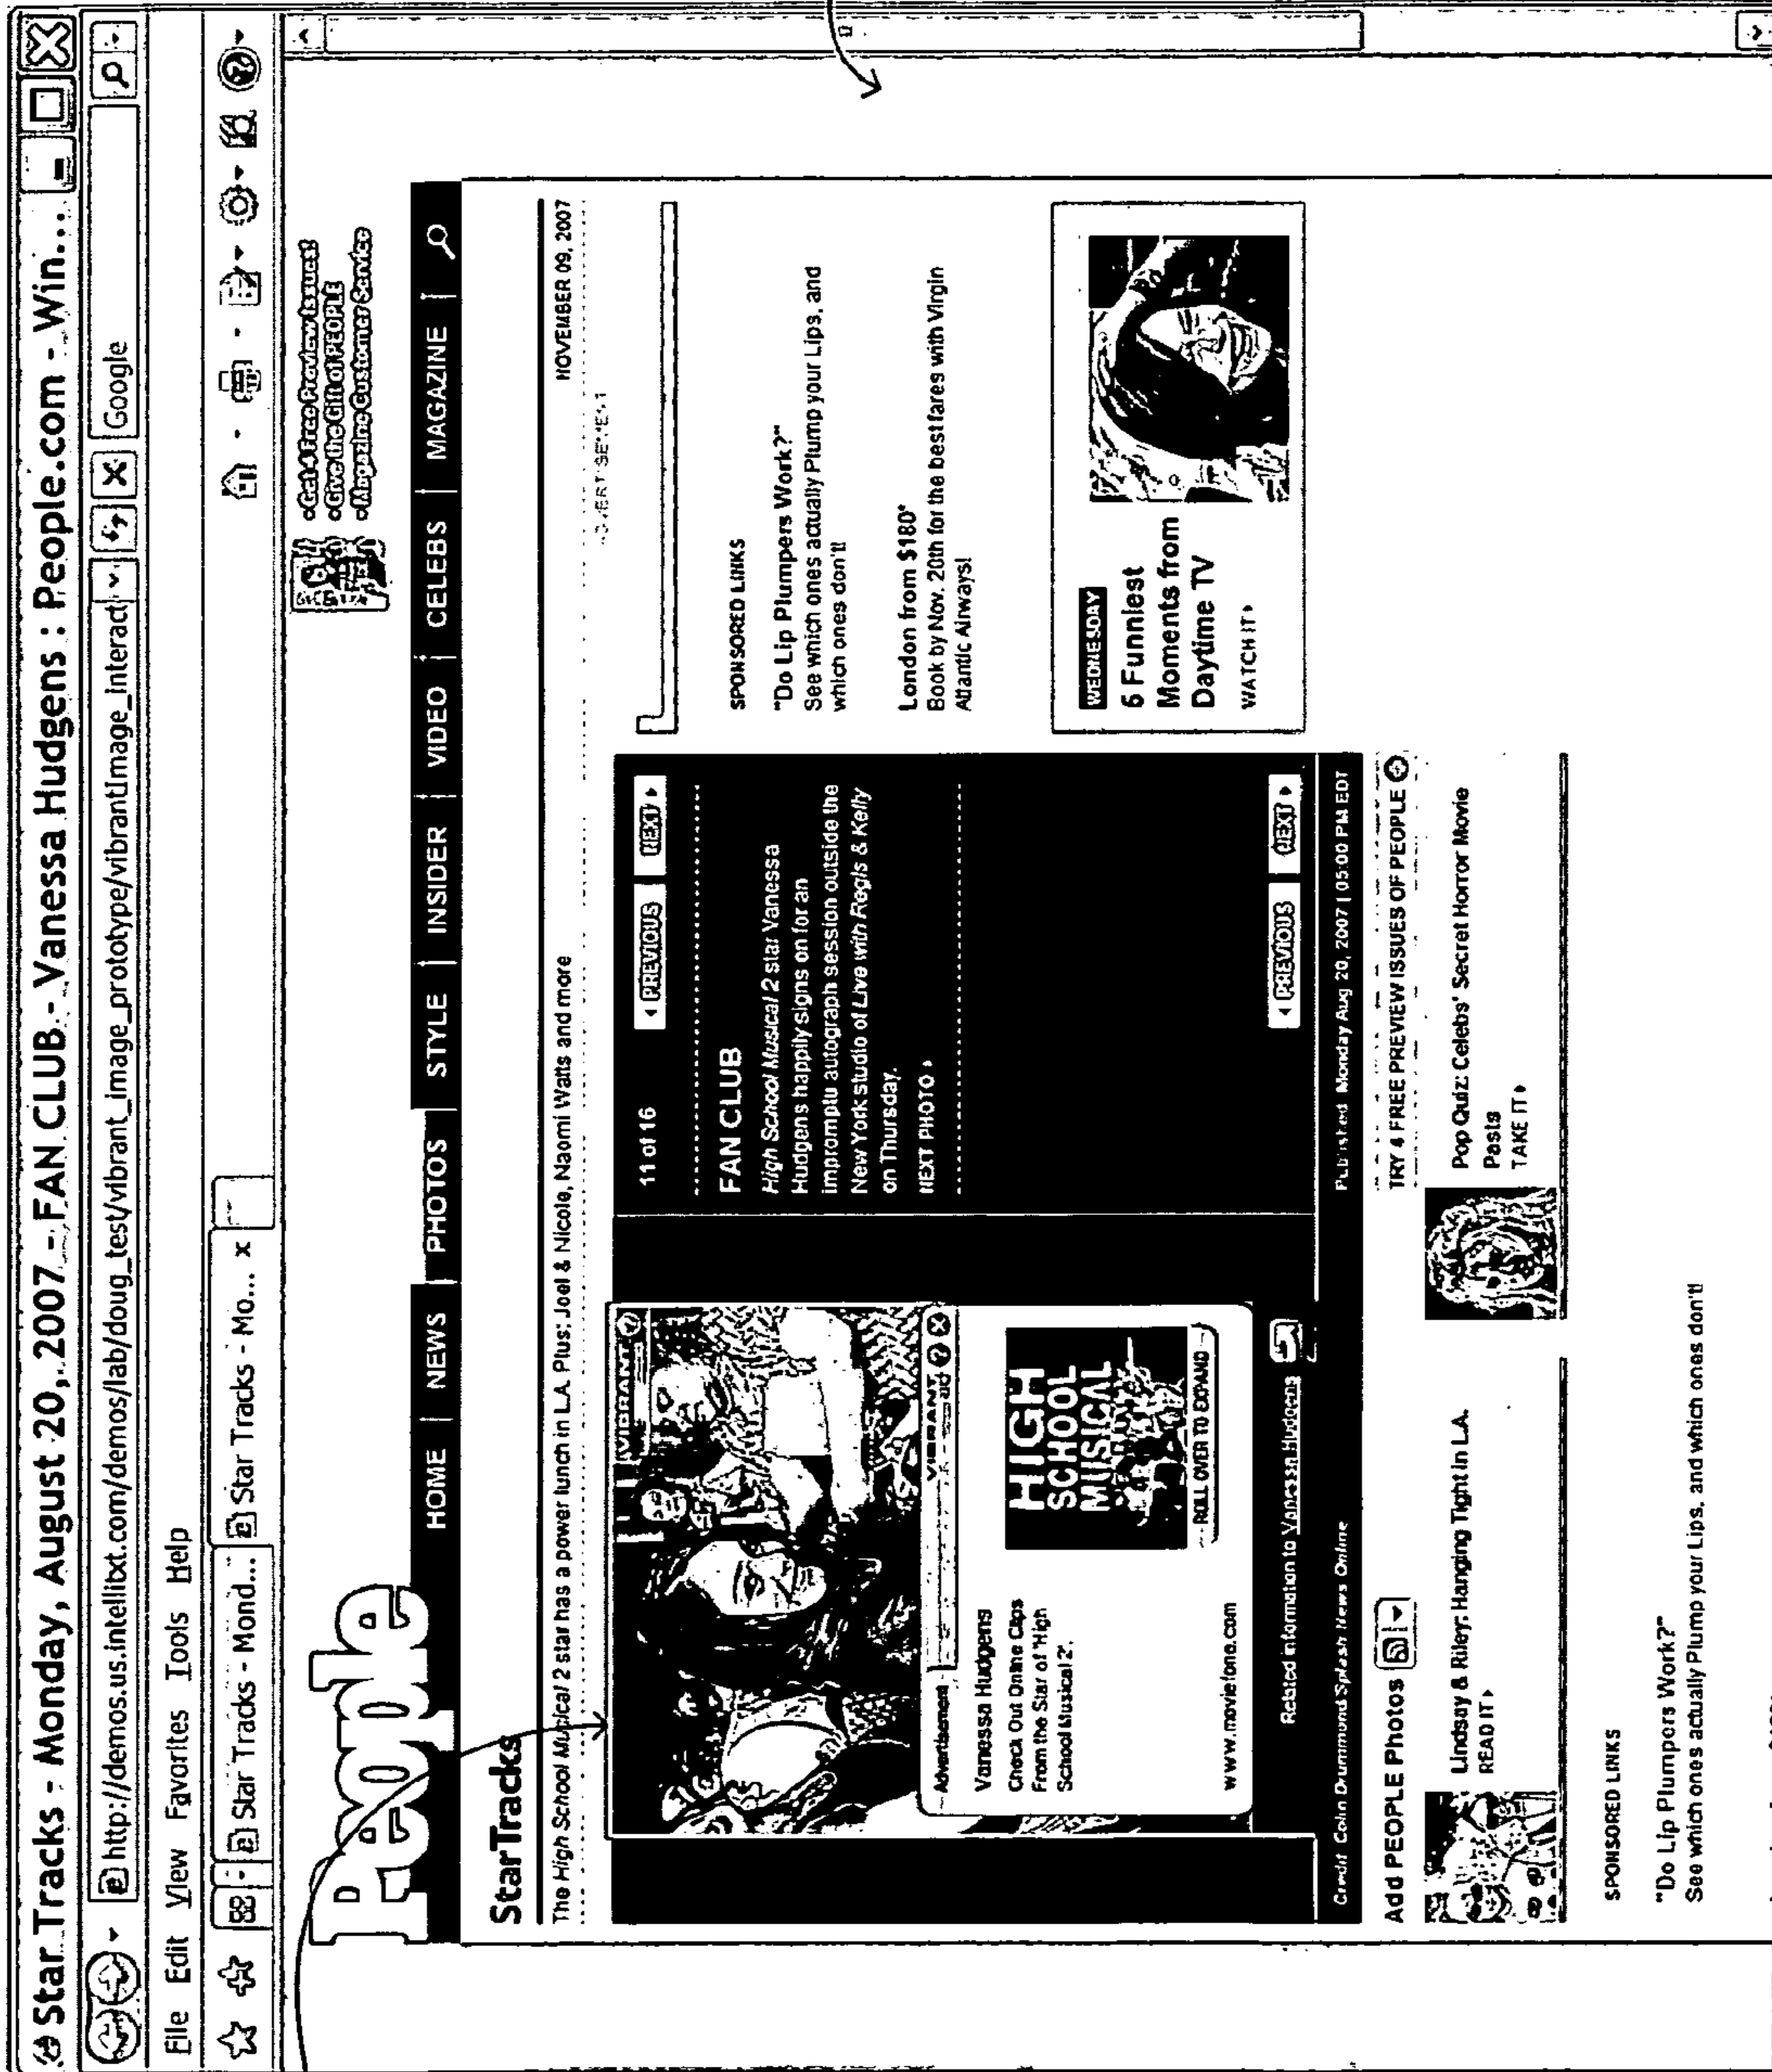 Star Tracks - Monday, August 20, 2007 - FAN CLUB - Vanessa Hudgens : People.com - Win...
http://demos.us.intellitxt.com/demos/lab/doug_test/vibrant_image_prototype/vibrantImage_Interact
Google
File Edit View Favorites Tools Help
Star Tracks - Mond...
Star Tracks - Mo... x
People
Get 4 Free Preview Issues!
Give the Gift of PEOPLE
Magazine Customer Service
HOME | NEWS | PHOTOS | STYLE | INSIDER | VIDEO | CELEBS | MAGAZINE
StarTracks
The High School Musical 2 star has a power lunch in L.A. Plus: Joel & Nicole, Naomi Watts and more
NOVEMBER 09, 2007
ADVERTISEMENT
VIBRANT ?
Advertisement
VIBRANT ad ? X
Vanessa Hudgens
Check Out Online Clips
From the Star of "High
School Musical 2".
www.moviefone.com
HIGH
SCHOOL
MUSICAL
ROLL OVER TO EXPAND
Related information to Vanessa Hudgens
Credit Colin Drummond Splash News Online
11 of 16
PREVIOUS
NEXT
FAN CLUB
High School Musical 2 star Vanessa
Hudgens happily signs on for an
impromptu autograph session outside the
New York studio of Live with Regis & Kelly
on Thursday.
NEXT PHOTO
PREVIOUS
NEXT
Published Monday Aug 20, 2007 | 05:00 PM EDT
SPONSORED LINKS
"Do Lip Plumpers Work?"
See which ones actually Plump your Lips, and
which ones don't!
London from $180*
Book by Nov. 20th for the best fares with Virgin
Atlantic Airways!
WEDNESDAY
6 Funniest
Moments from
Daytime TV
WATCH IT
Add PEOPLE Photos
TRY 4 FREE PREVIEW ISSUES OF PEOPLE
Lindsay & Riley: Hanging Tight in L.A.
READ IT
Pop Quiz: Celebs' Secret Horror Movie
Pasts
TAKE IT
SPONSORED LINKS
"Do Lip Plumpers Work?"
See which ones actually Plump your Lips, and which ones don't!